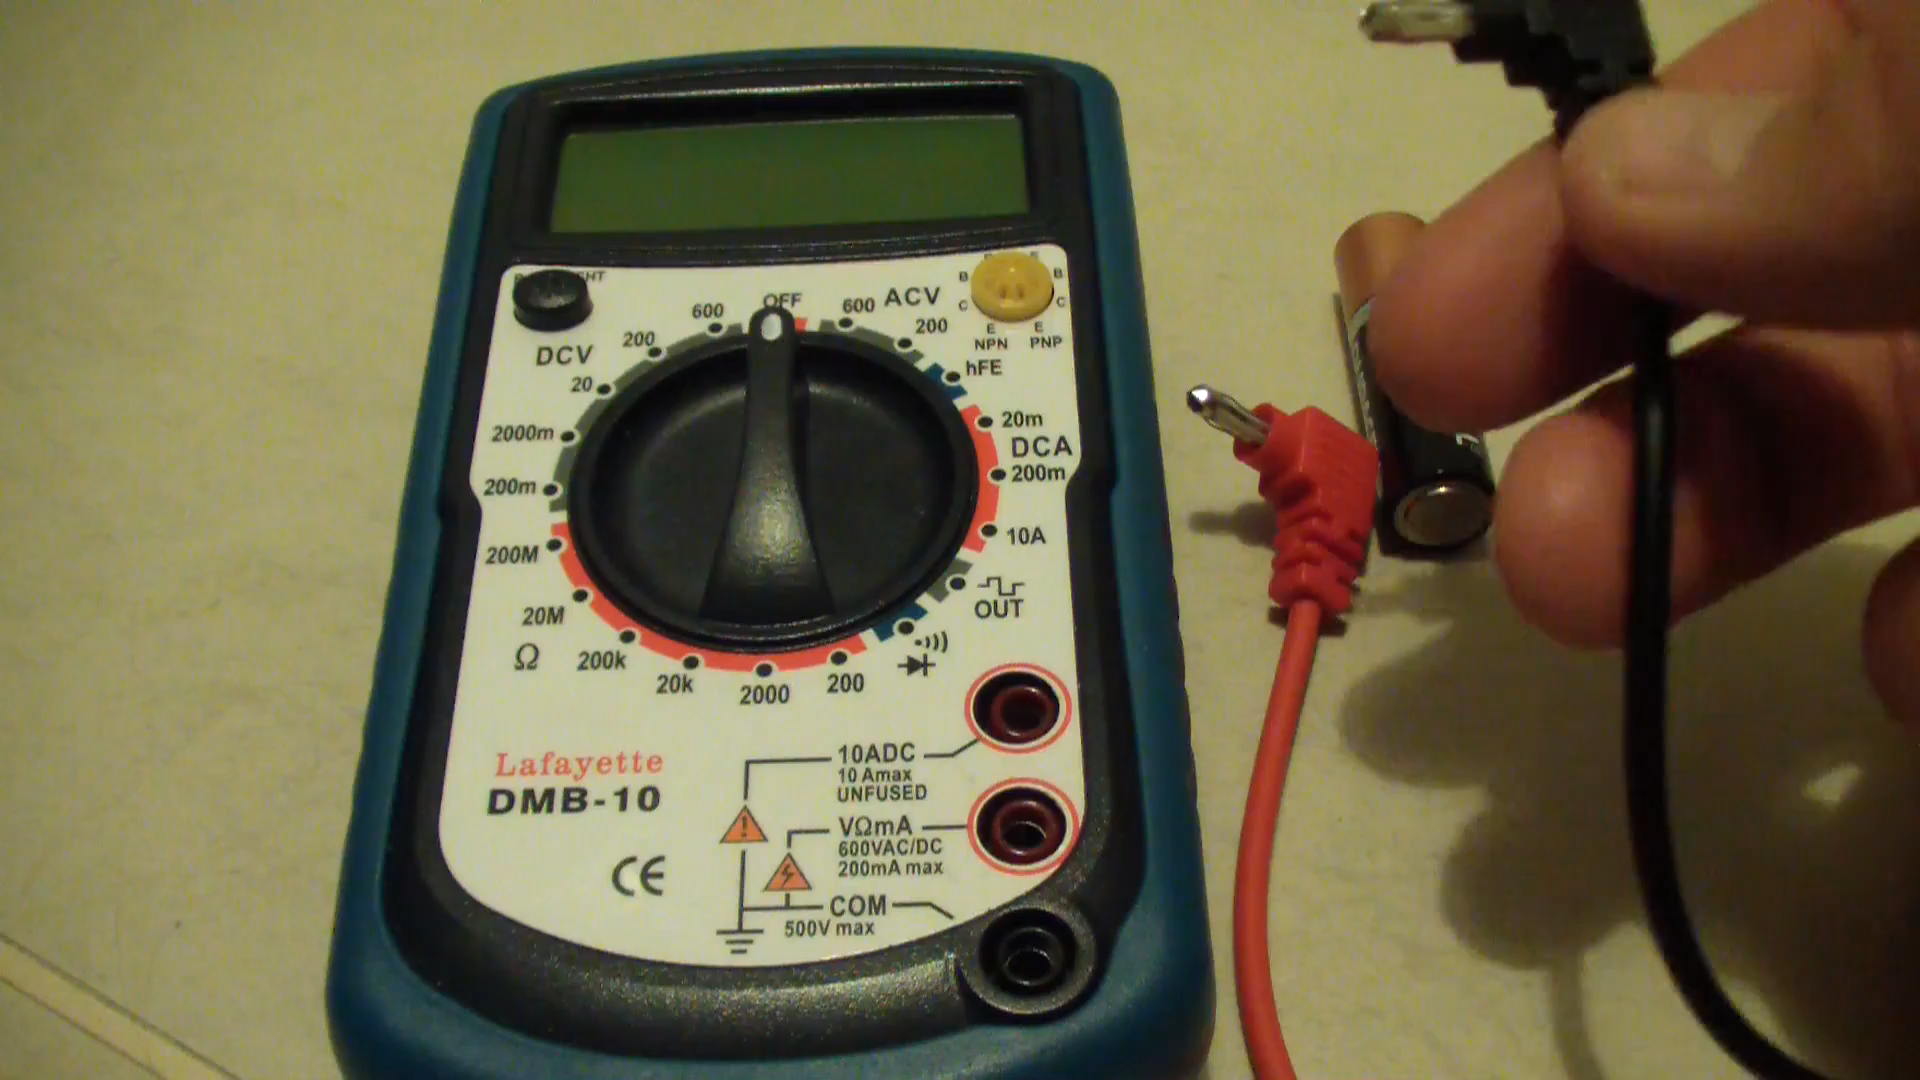 OFF
600
600
ACV
200
200
DCV
20
2000m
200m
200M
20M
Ω
200k
20k
2000
200
hFE
20m
DCA
200m
10A
OUT
B
C
B
C
E
E
NPN
PNP
Lafayette
DMB-10
CE
10ADC
10 Amax
UNFUSED
VΩmA
600VAC/DC
200mA max
COM
500V max